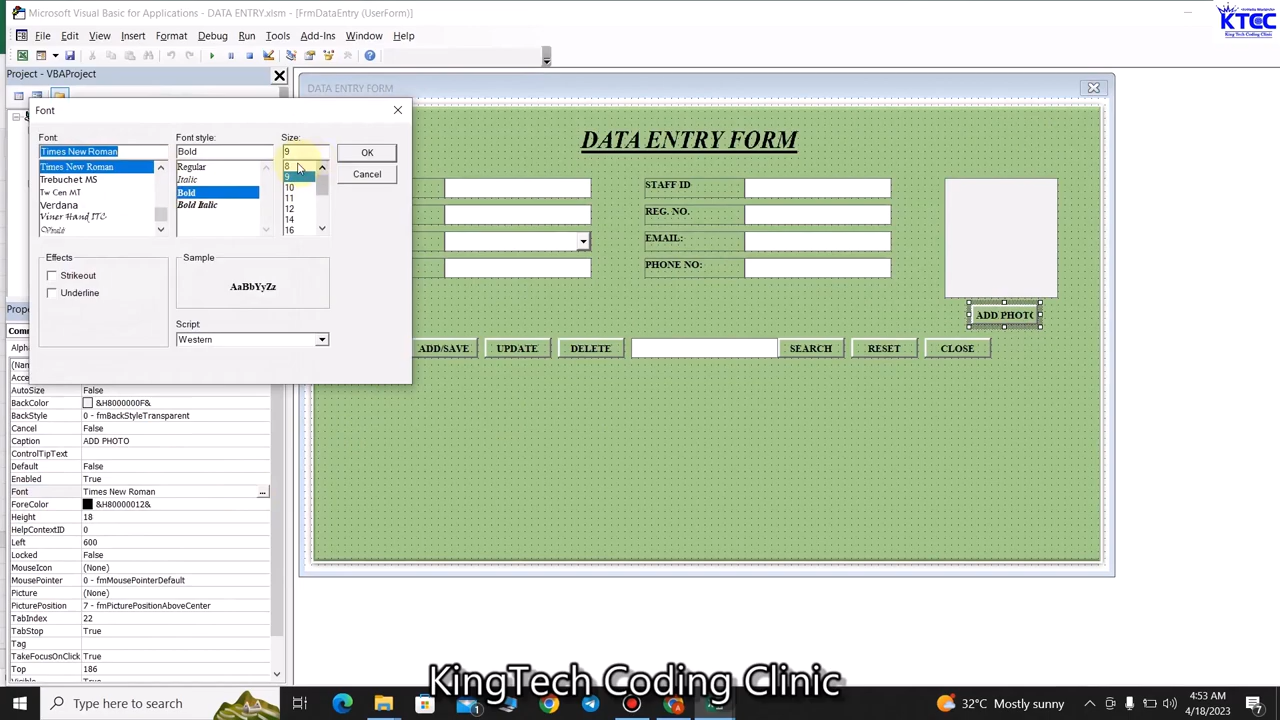 Microsoft Visual Basic for Applications - DATA ENTRY.xlsm - [FrmDataEntry (UserForm)]
KTCC
King Tech Coding Clinic
File Edit View Insert Format Debug Run Tools Add-Ins Window Help
Project - VBAProject
DATA ENTRY FORM
Font
Font: Font style: Size:
Times New Roman Bold 9 OK
Times New Roman Regular 8
Trebuchet MS Italic 9 Cancel
Tw Cen MT Bold 10
Verdana Bold Italic 11
Viner Hand ITC 12
Vivaldi 14
16
Effects Sample
Strikeout
Underline
AaBbYyZz
Script:
Western
DATA ENTRY FORM
STAFF ID
REG. NO.
EMAIL:
PHONE NO:
ADD PHOTO
ADD/SAVE UPDATE DELETE SEARCH RESET CLOSE
AutoSize False
BackColor &H8000000F&
BackStyle 0 - fmBackStyleTransparent
Cancel False
Caption ADD PHOTO
ControlTipText
Default False
Enabled True
Font Times New Roman ...
ForeColor &H80000012&
Height 18
HelpContextID 0
Left 600
Locked False
MouseIcon (None)
MousePointer 0 - fmMousePointerDefault
Picture (None)
PicturePosition 7 - fmPicturePositionAboveCenter
TabIndex 22
TabStop True
Tag
TakeFocusOnClick True
Top 186
KingTech Coding Clinic
Type here to search
32°C Mostly sunny
4:53 AM
4/18/2023
7